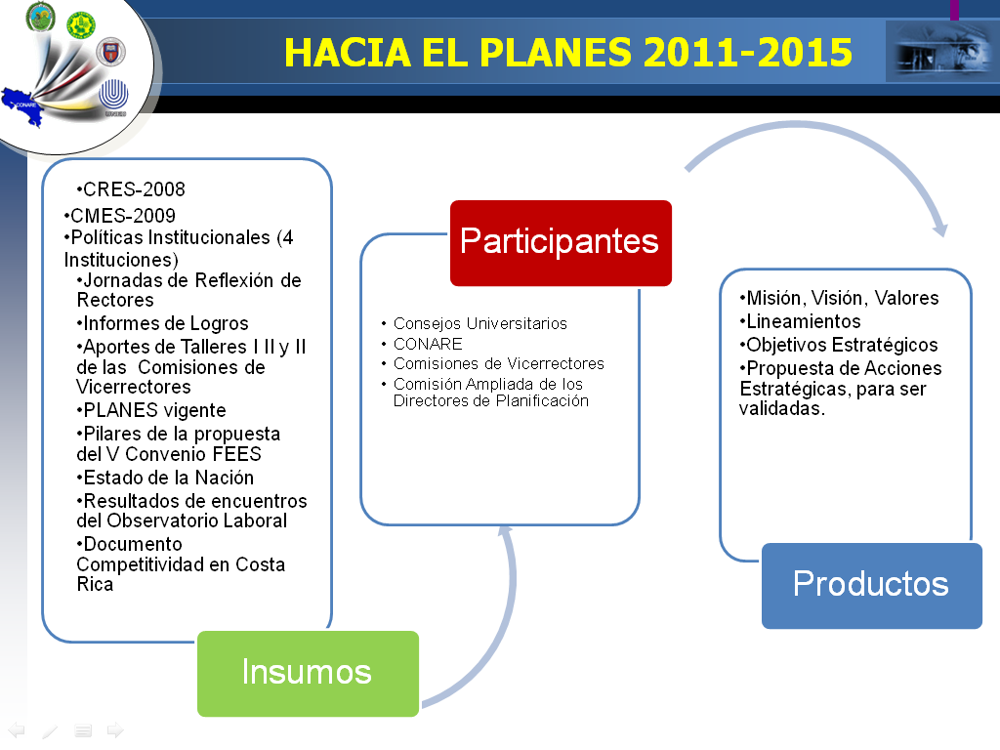 HACIA EL PLANES 2011-2015
CONARE
•CRES-2008
•CMES-2009
•Políticas Institucionales (4
Instituciones)
•Jornadas de Reflexión de
Rectores
•Informes de Logros
•Aportes de Talleres I II y II
de las Comisiones de
Vicerrectores
•PLANES vigente
•Pilares de la propuesta
del V Convenio FEES
•Estado de la Nación
•Resultados de encuentros
del Observatorio Laboral
•Documento
Competitividad en Costa
Rica
Insumos
Participantes
• Consejos Universitarios
• CONARE
• Comisiones de Vicerrectores
• Comisión Ampliada de los
Directores de Planificación
•Misión, Visión, Valores
•Lineamientos
•Objetivos Estratégicos
•Propuesta de Acciones
Estratégicas, para ser
validadas.
Productos